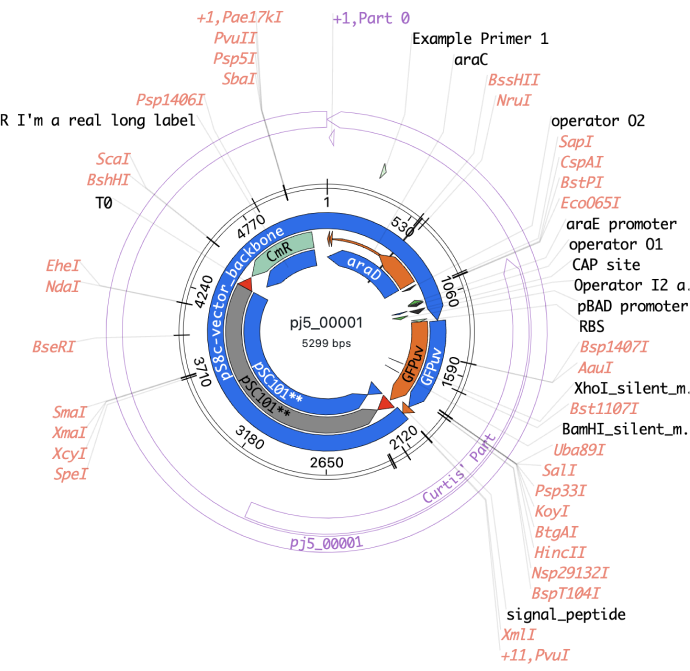 +1,Pae17kI
+1,Part 0
PvuII
Example Primer 1
Psp5I
araC
SbaI
BssHII
Psp1406I
NruI
R I'm a real long label
operator O2
SapI
ScaI
CspAI
BshHI
BstPI
T0
EcoO65I
1
530
4770
araE promoter
operator O1
CmR
araD
CAP site
EheI
Operator I2 a.
NdaI
4240
1060
pBAD promoter
pS8c-vector_backbone
pj5_00001
RBS
5299 bps
BseRI
Bsp1407I
GFPuv
GFPuv
AauI
3710
1590
pSC101**
pSC101**
XhoI_silent_m.
SmaI
Bst1107I
XmaI
BamHI_silent_m.
XcyI
3180
2120
Uba89I
SpeI
2650
Curtis' Part
SalI
Psp33I
KoyI
BtgAI
pj5_00001
HincII
Nsp29132I
BspT104I
signal_peptide
XmlI
+11,PvuI